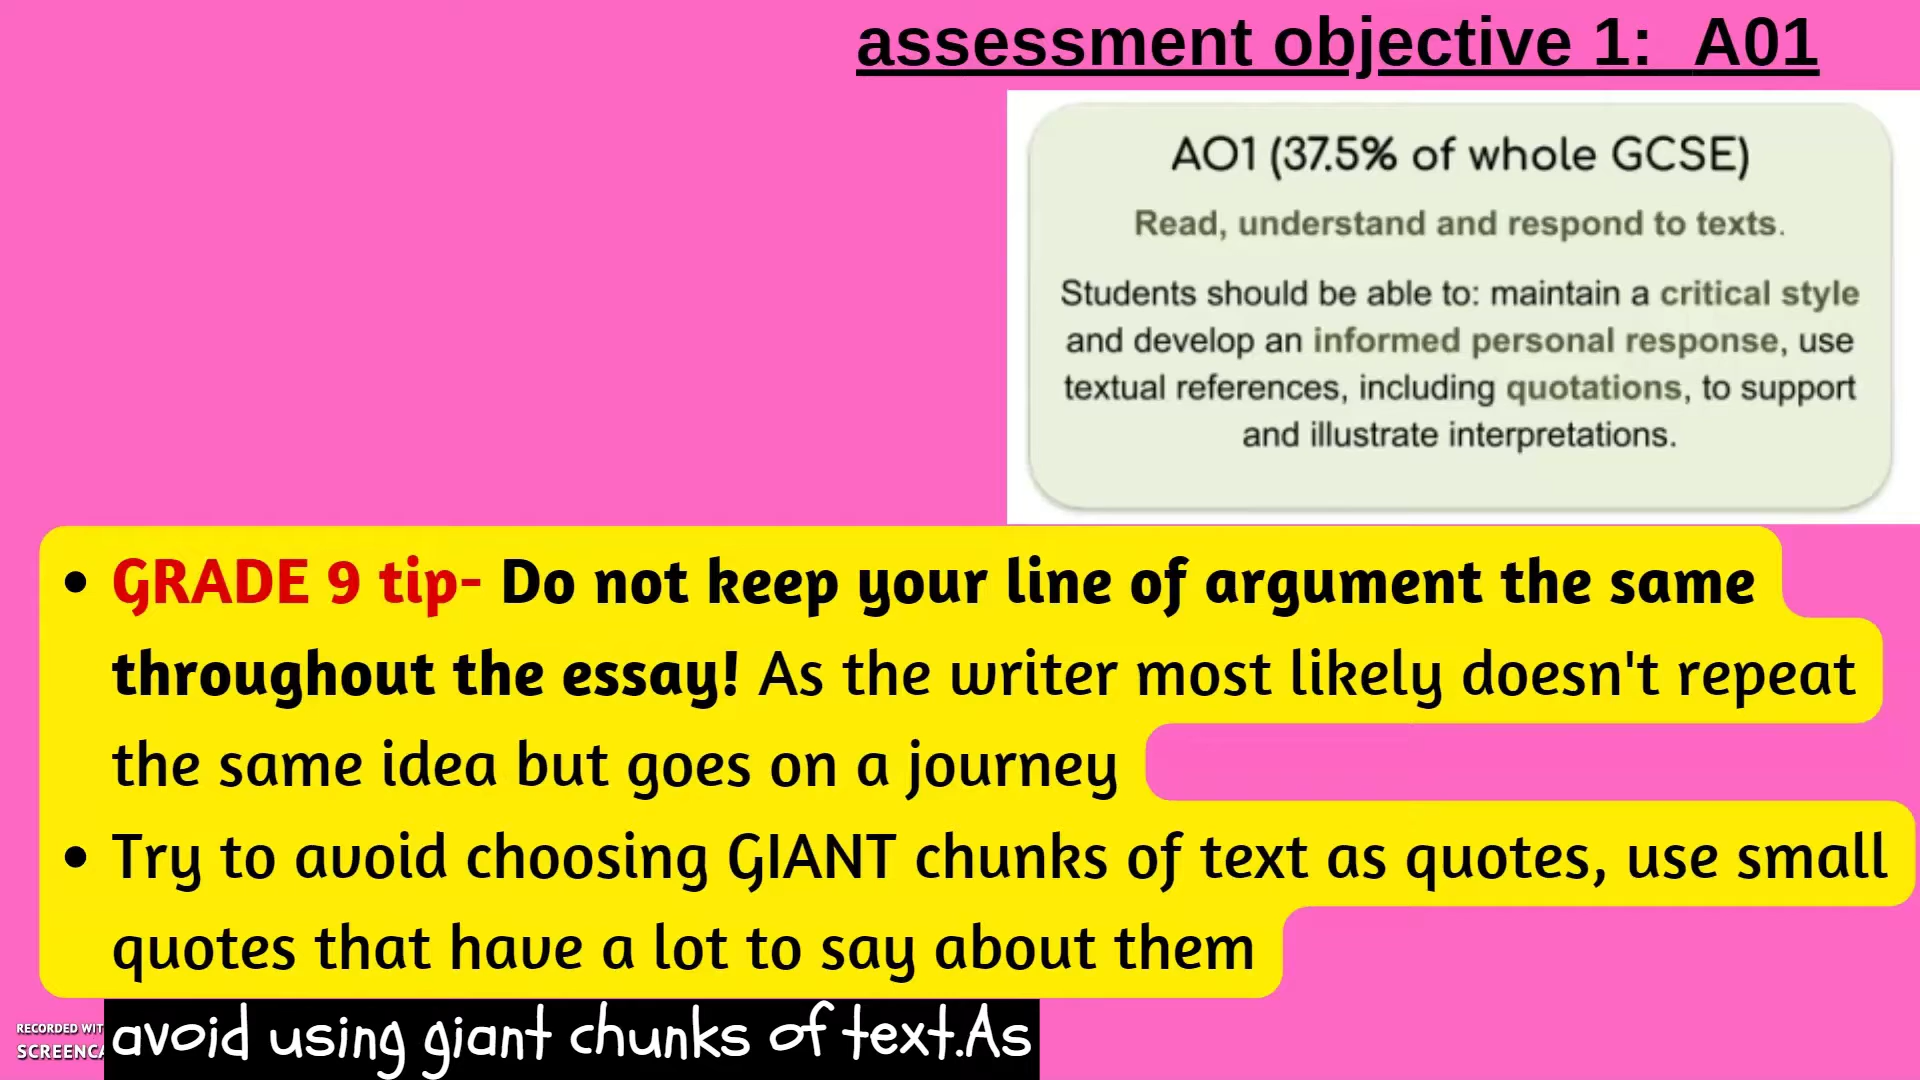 assessment objective 1: A01
AO1 (37.5% of whole GCSE)
Read, understand and respond to texts.
Students should be able to: maintain a critical style
and develop an informed personal response, use
textual references, including quotations, to support
and illustrate interpretations.
• GRADE 9 tip- Do not keep your line of argument the same
throughout the essay! As the writer most likely doesn't repeat
the same idea but goes on a journey
• Try to avoid choosing GIANT chunks of text as quotes, use small
quotes that have a lot to say about them
avoid using giant chunks of text.As
RECORDED WIT
SCREENCA